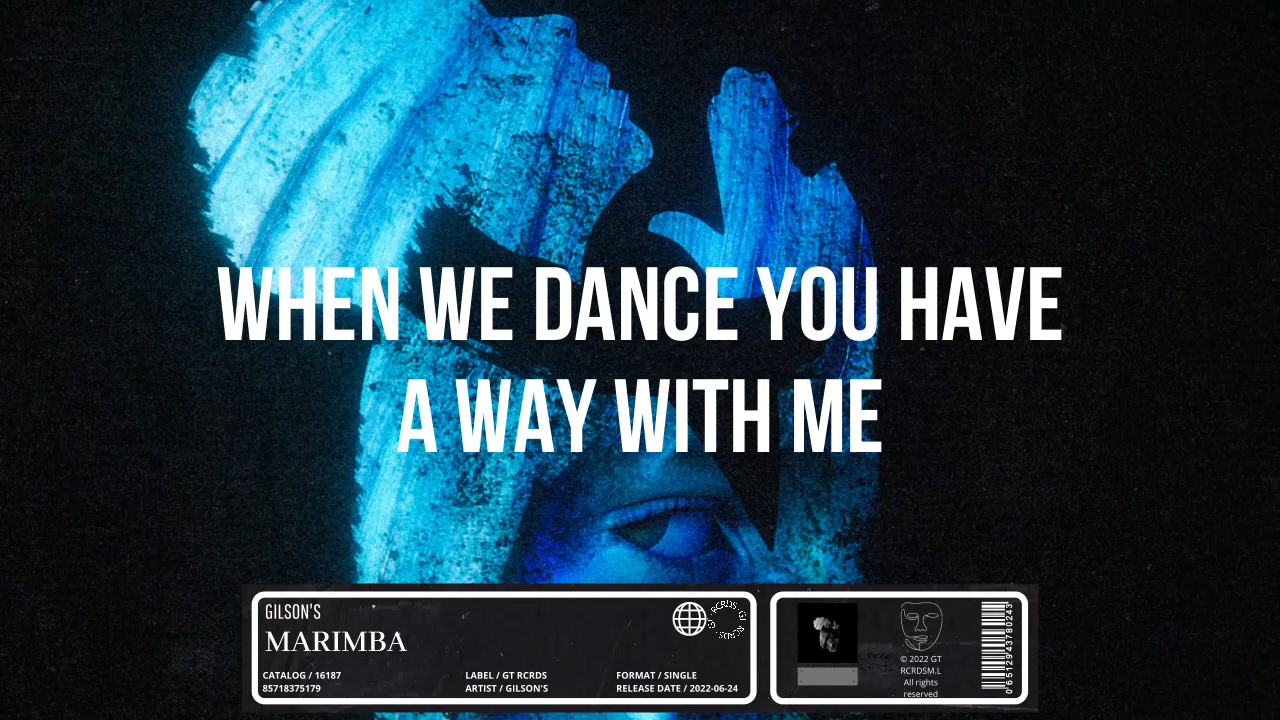 WHEN WE DANCE YOU HAVE
A WAY WITH ME
GILSON'S
MARIMBA
CATALOG / 16187
85718375179
LABEL / GT RCRDS
ARTIST / GILSON'S
FORMAT / SINGLE
RELEASE DATE / 2022-06-24
© 2022 GT
RCRDSM.L
All rights
reserved